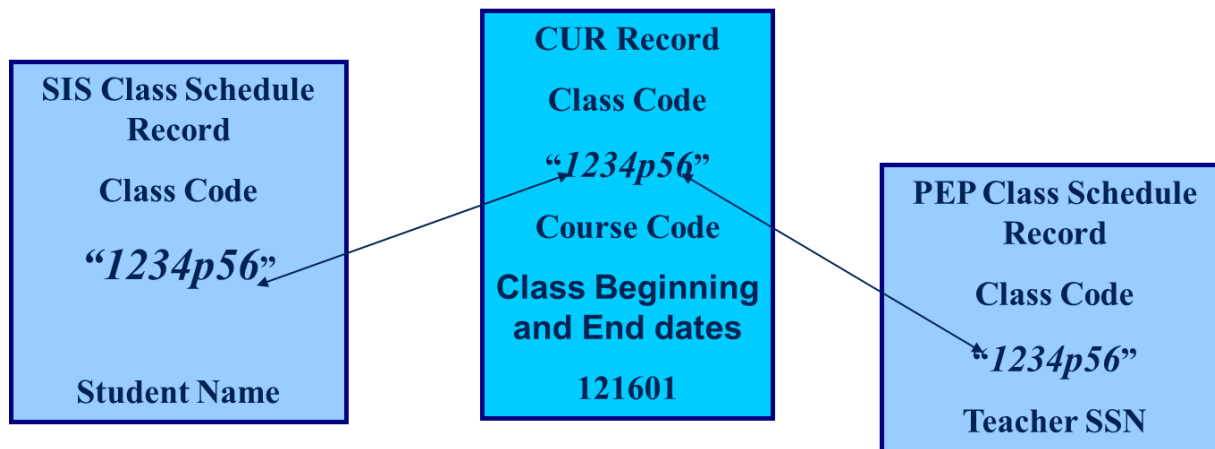 SIS Class Schedule
Record
Class Code
“1234p56”
Student Name
CUR Record
Class Code
“1234p56”
Course Code
Class Beginning
and End dates
121601
PEP Class Schedule
Record
Class Code
“1234p56”
Teacher SSN